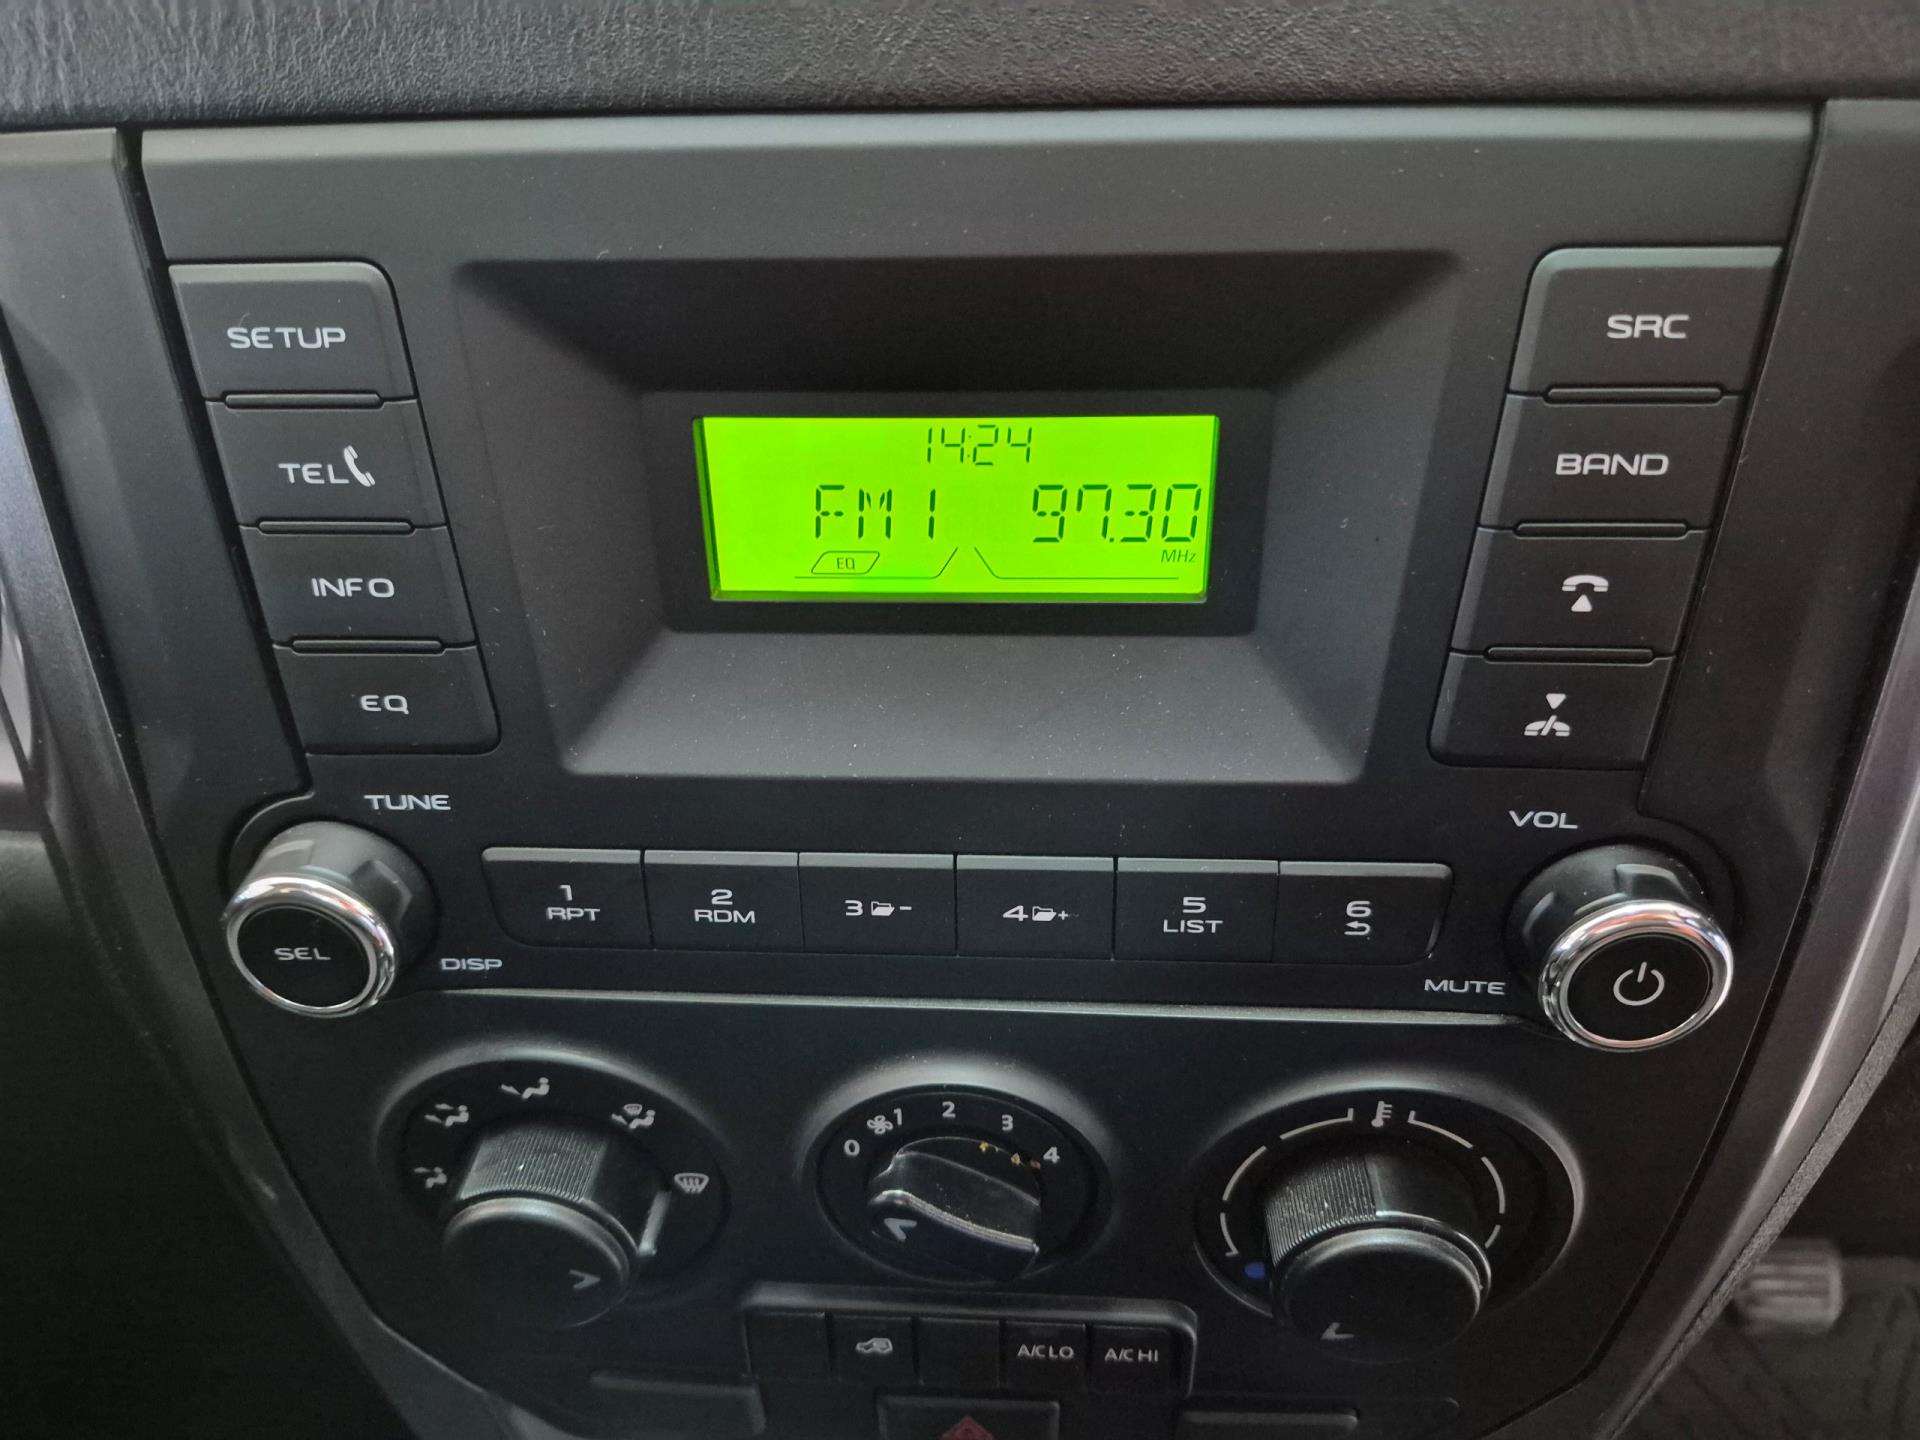 SETUP
TEL
INFO
EQ
14:24
FM1 97.30
EQ
MHz
SRC
BAND
TUNE
VOL
SEL
DISP
1
RPT
2
RDM
3 -
4 +
5
LIST
6
MUTE
0 1 2 3 4
A/C LO
A/C HI